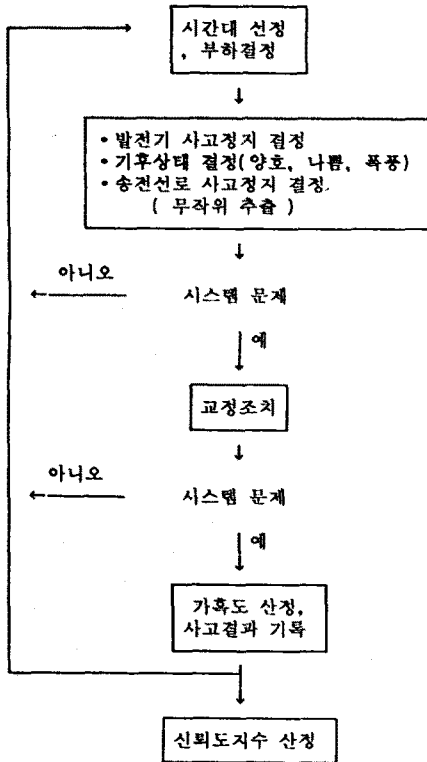 시간대 선정
, 부하결정
• 발전기 사고정지 결정
• 기후상태 결정(양호, 나쁨, 폭풍)
• 송전선로 사고정지 결정.
( 무작위 추출 )
아니오
시스템 문제
예
교정조치
아니오
시스템 문제
예
가혹도 산정,
사고결과 기록
신뢰도지수 산정